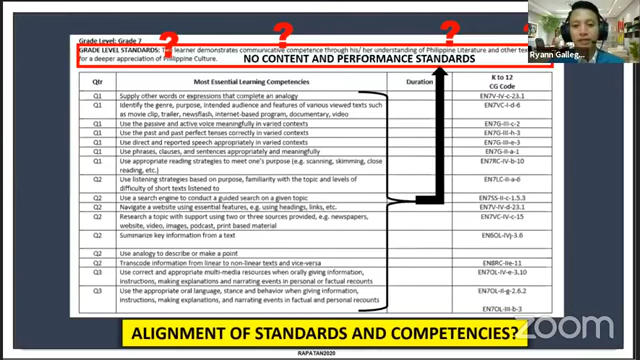 Grade Level: Grade 7
GRADE LEVEL STANDARDS: The learner demonstrates communicative competence through his/her understanding of Philippine Literature and other tex
for a deeper appreciation of Philippine Culture.
? ? ?
NO CONTENT AND PERFORMANCE STANDARDS
Ryann Galleg...
Qtr Most Essential Learning Competencies Duration K to 12 CG Code
Q1 Supply other words or expressions that complete an analogy EN7V-IV-c-23.1
Q1 Identify the genre, purpose, intended audience and features of various viewed texts such EN7VC-I-d-6
as movie clip, trailer, newsflash, internet-based program, documentary, video
Q1 Use the passive and active voice meaningfully in varied contexts EN7G-III-c-2
Q1 Use the past and past perfect tenses correctly in varied contexts EN7G-III-h-3
Q1 Use direct and reported speech appropriately in varied contexts EN7G-III-e-3
Q1 Use phrases, clauses, and sentences appropriately and meaningfully EN7G-II-a-1
Q1 Use appropriate reading strategies to meet one's purpose (e.g. scanning, skimming, close EN7RC-IV-b-10
reading, etc.)
Q2 Use listening strategies based on purpose, familiarity with the topic and levels of EN7LC-II-a-6
difficulty of short texts listened to
Q2 Use a search engine to conduct a guided search on a given topic EN7SS-II-c-1.5.3
Q2 Navigate a website using essential features, e.g. using headings, links, etc. EN7V-IV-d-23.1
Q2 Research a topic with support using two or three sources provided, e.g. newspapers, EN7VC-IV-c-15
website, video, images, podcast, print based material
Q2 Summarize key information from a text EN6OL-IVj-3.6
Q2 Use analogy to describe or make a point
Q2 Transcode information from linear to non-linear texts and vice-versa EN8RC-IIe-11
Q3 Use correct and appropriate multi-media resources when orally giving information, EN7OL-IV-e-3.10
instructions, making explanations and narrating events in personal or factual recounts
Q3 Use the appropriate oral language, stance and behavior when giving information, EN7OL-II-g-2.6.2
instructions, making explanations, and narrating events in factual and personal recounts
EN7OL-III-b-3
ALIGNMENT OF STANDARDS AND COMPETENCIES?
zoom
RAPATAN2020